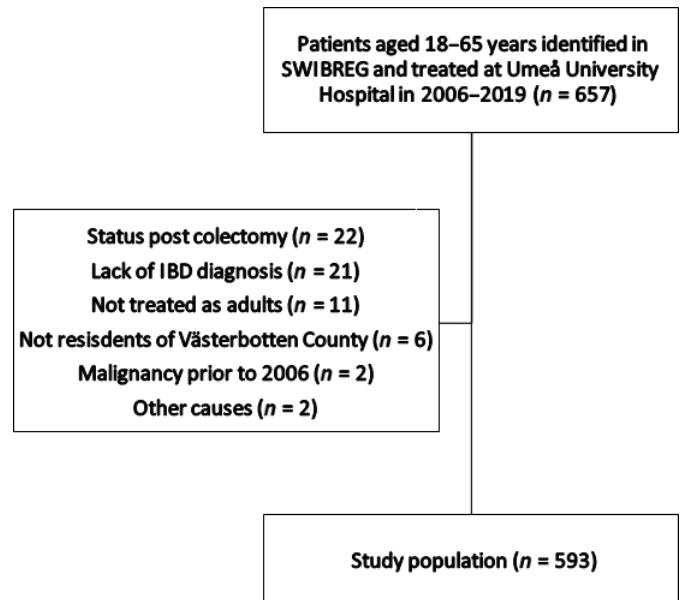 Patients aged 18–65 years identified in
SWIBREG and treated at Umeå University
Hospital in 2006–2019 (n = 657)
Status post colectomy (n = 22)
Lack of IBD diagnosis (n = 21)
Not treated as adults (n = 11)
Not resisdents of Västerbotten County (n = 6)
Malignancy prior to 2006 (n = 2)
Other causes (n = 2)
Study population (n = 593)